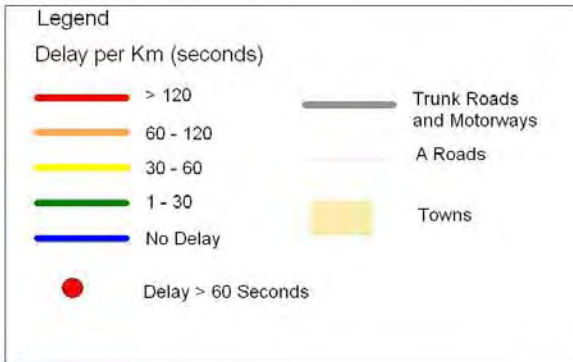 Legend
Delay per Km (seconds)
> 120
60 - 120
30 - 60
1 - 30
No Delay
Delay > 60 Seconds
Trunk Roads
and Motorways
A Roads
Towns